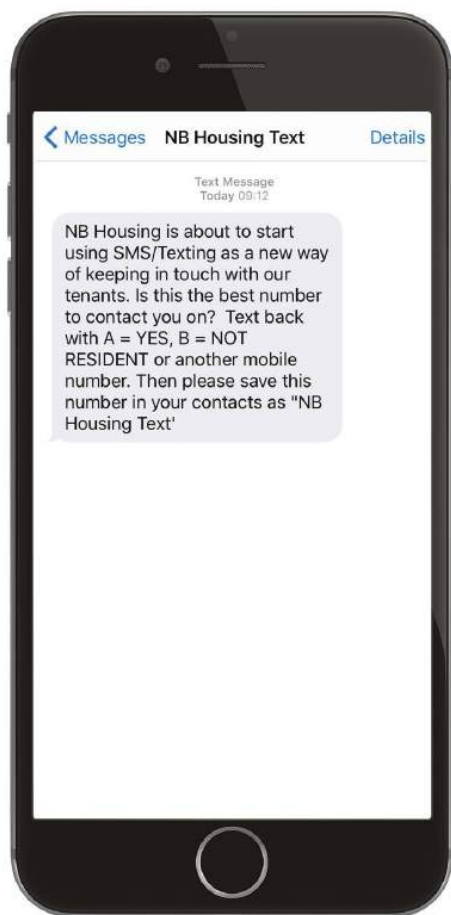 Messages NB Housing Text Details
Text Message
Today 09:12
NB Housing is about to start
using SMS/Texting as a new way
of keeping in touch with our
tenants. Is this the best number
to contact you on?  Text back
with A = YES, B = NOT
RESIDENT or another mobile
number. Then please save this
number in your contacts as "NB
Housing Text'